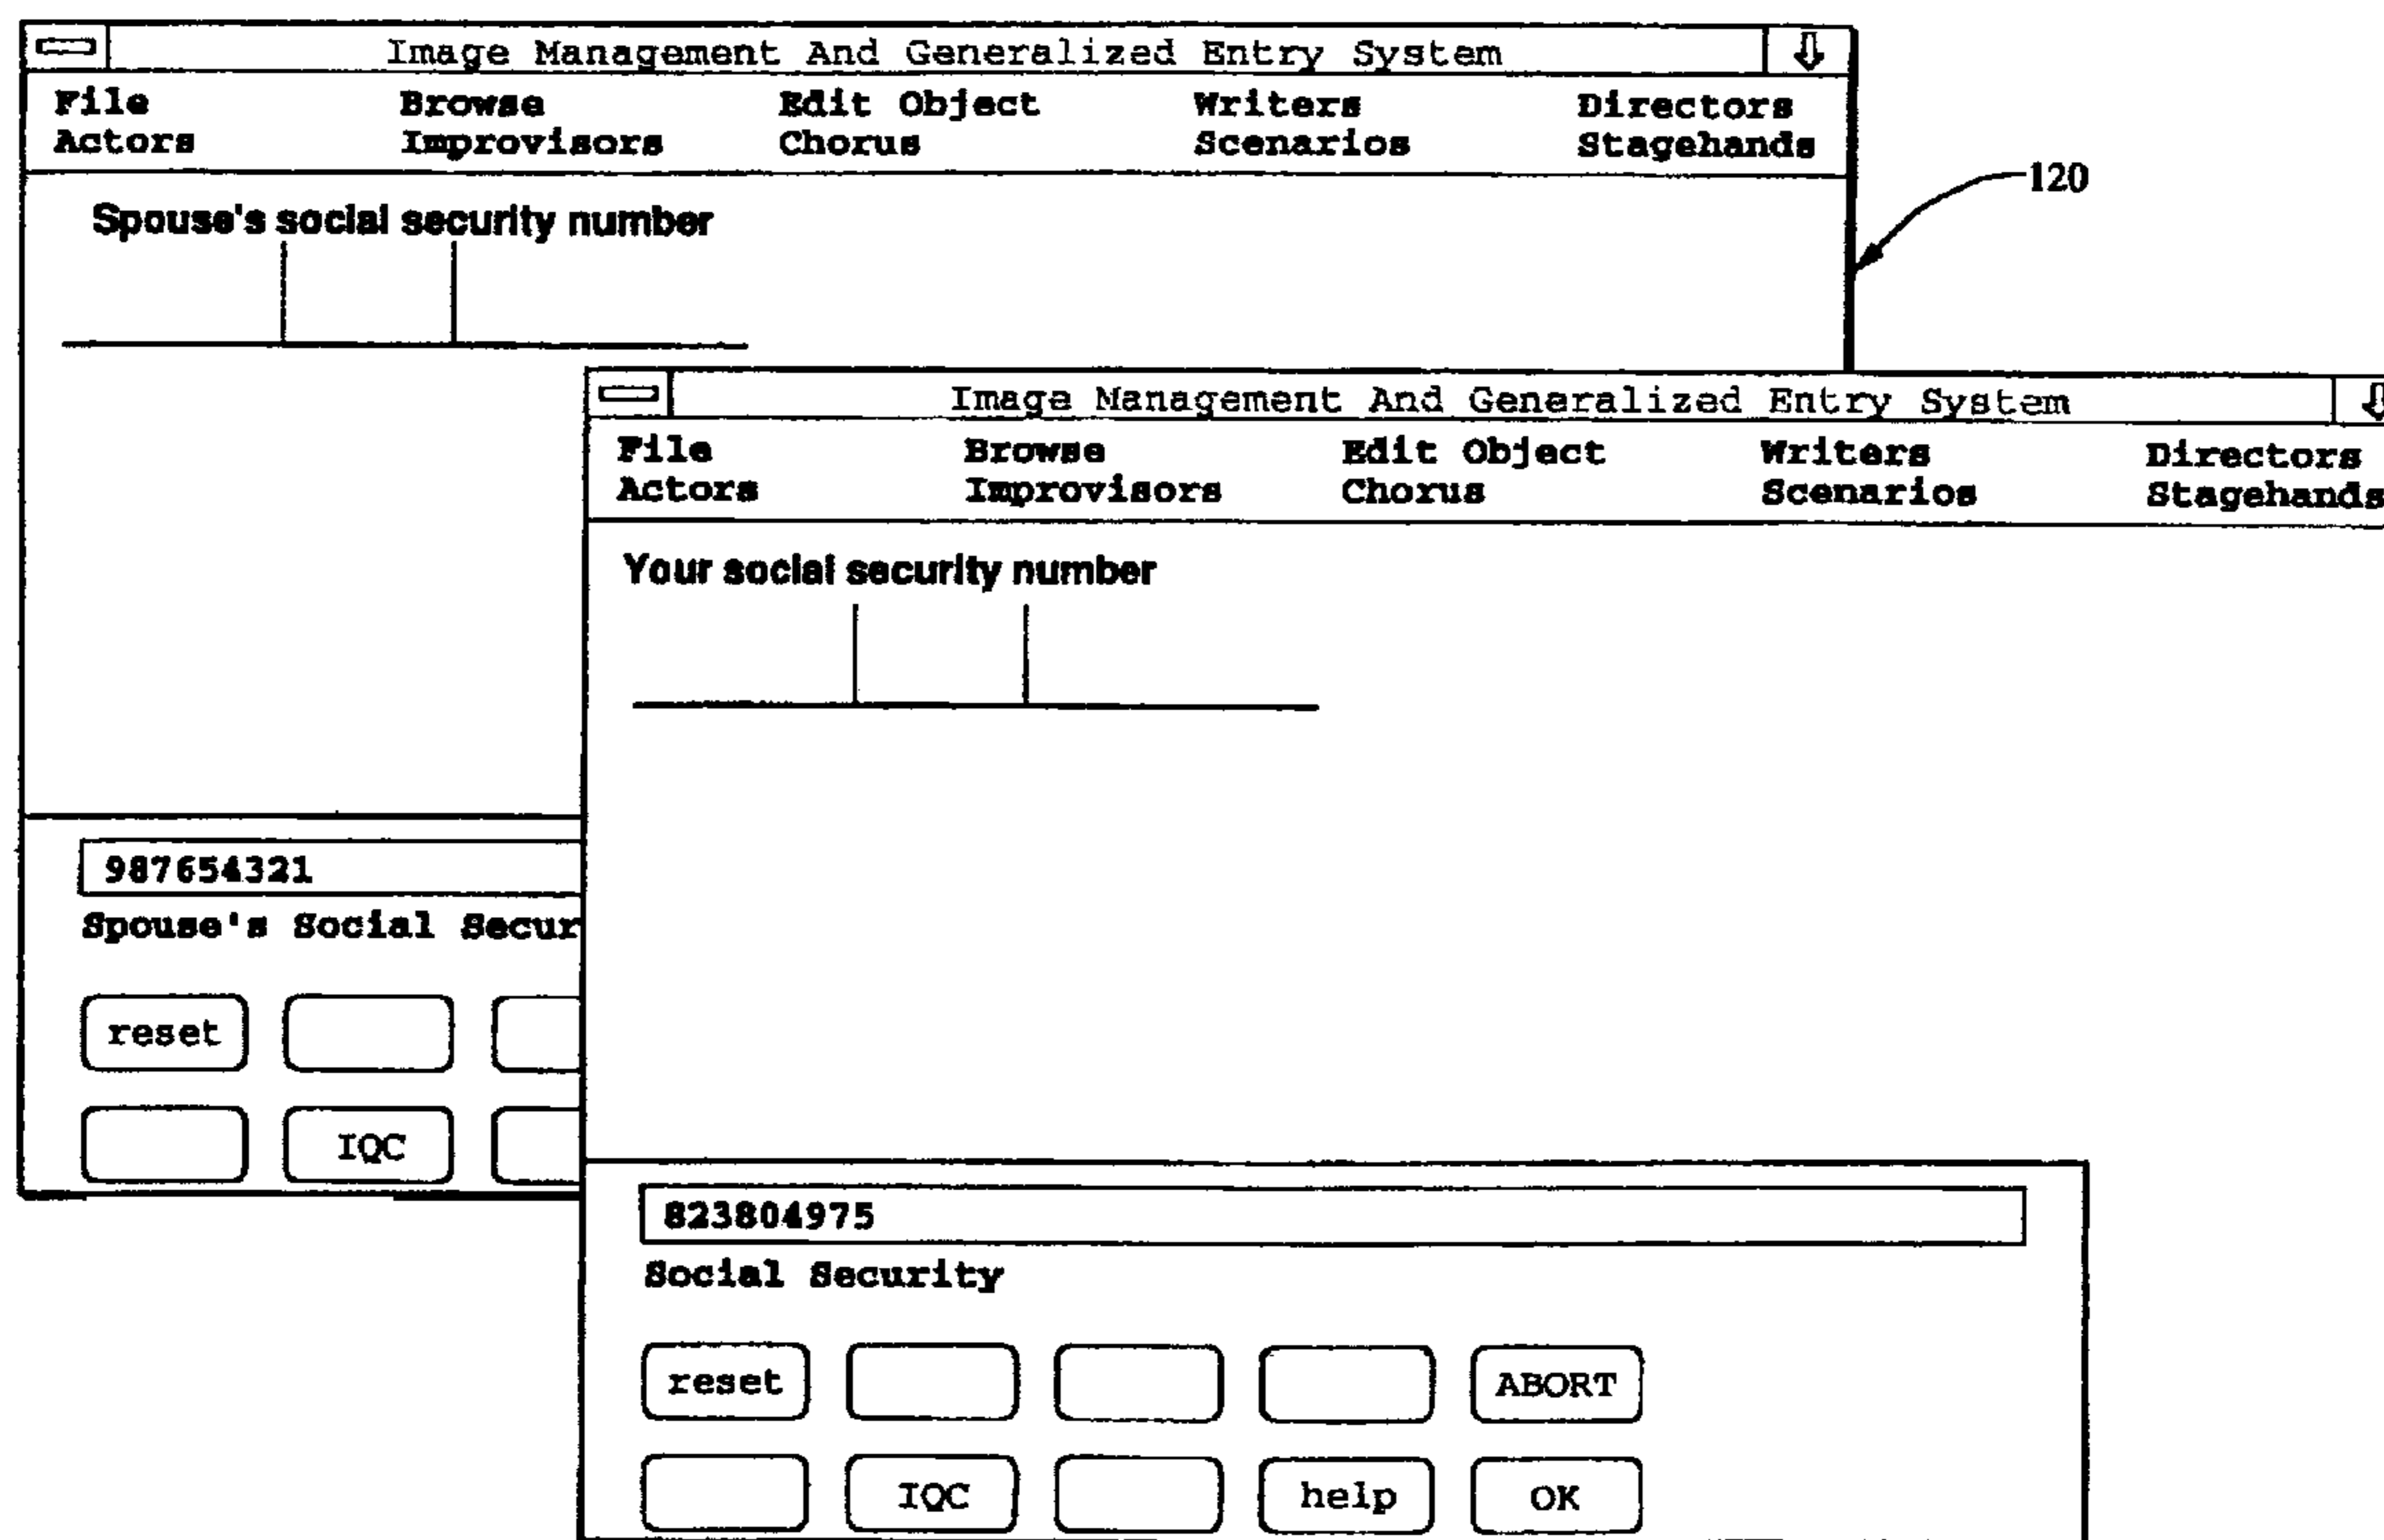 Image Management And Generalized Entry System
File Browse Edit Object Writers Directors
Actors Improvisors Chorus Scenarios Stagehands
120
Spouse's social security number
Image Management And Generalized Entry System
File Browse Edit Object Writers Directors
Actors Improvisors Chorus Scenarios Stagehands
Your social security number
987654321
Spouse's Social Secur
reset
IQC
823804975
Social Security
reset ABORT
IQC help OK